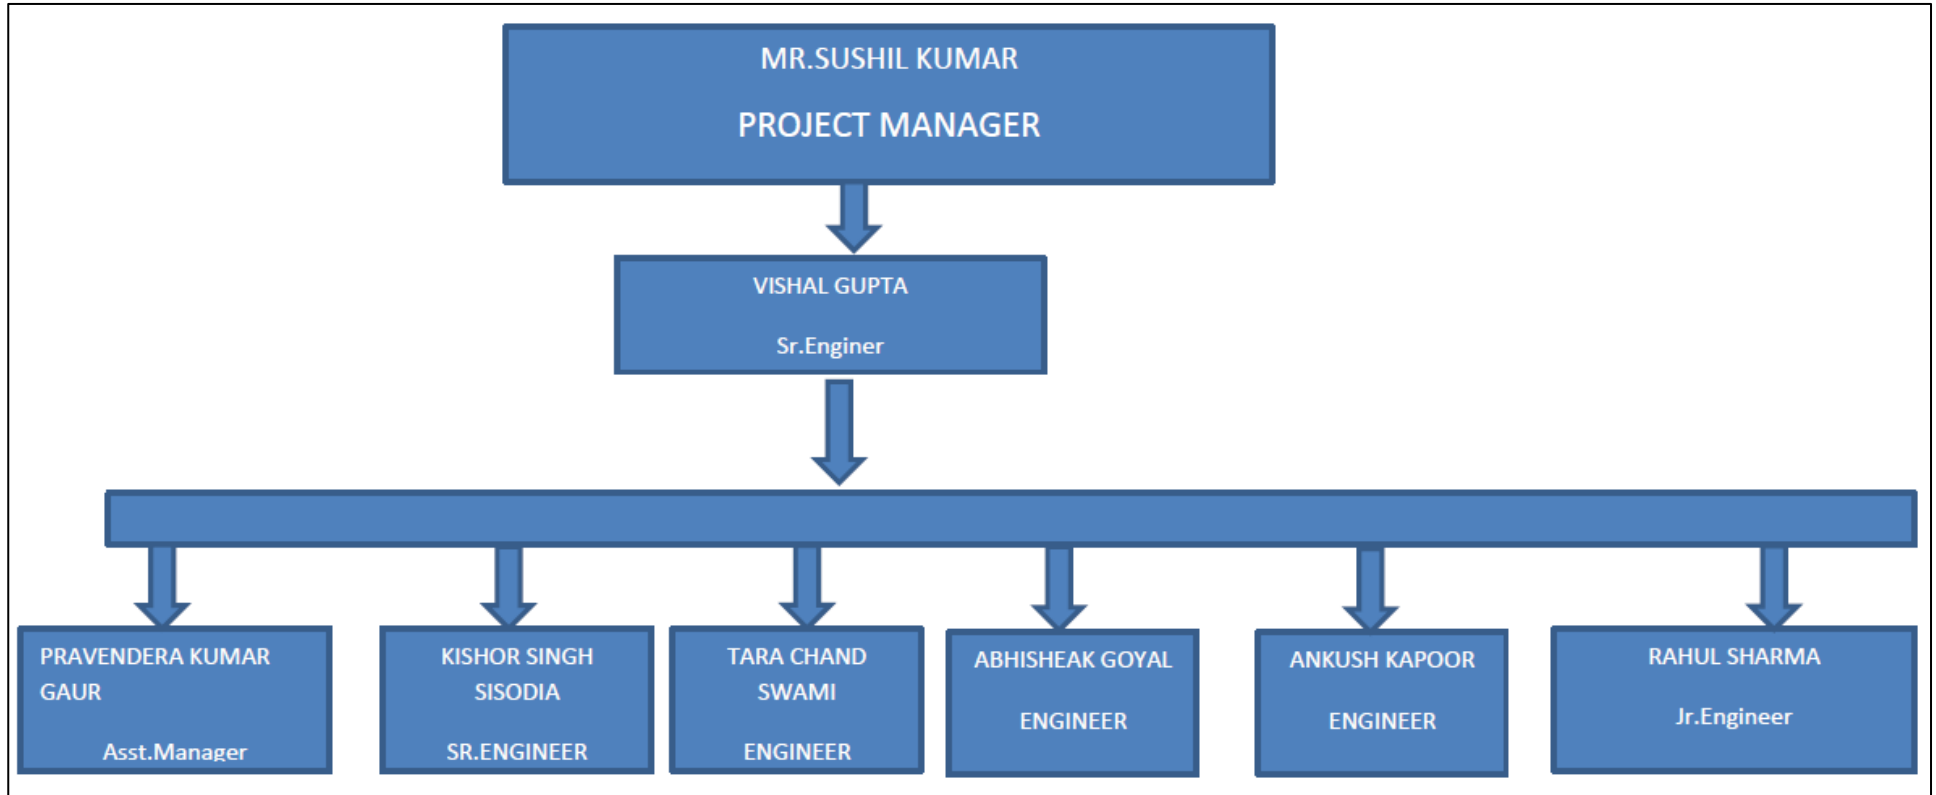 MR.SUSHIL KUMAR
PROJECT MANAGER
VISHAL GUPTA
Sr.Enginer
PRAVENDERA KUMAR
GAUR
Asst.Manager
KISHOR SINGH
SISODIA
SR.ENGINEER
TARA CHAND
SWAMI
ENGINEER
ABHISHEAK GOYAL
ENGINEER
ANKUSH KAPOOR
ENGINEER
RAHUL SHARMA
Jr.Engineer